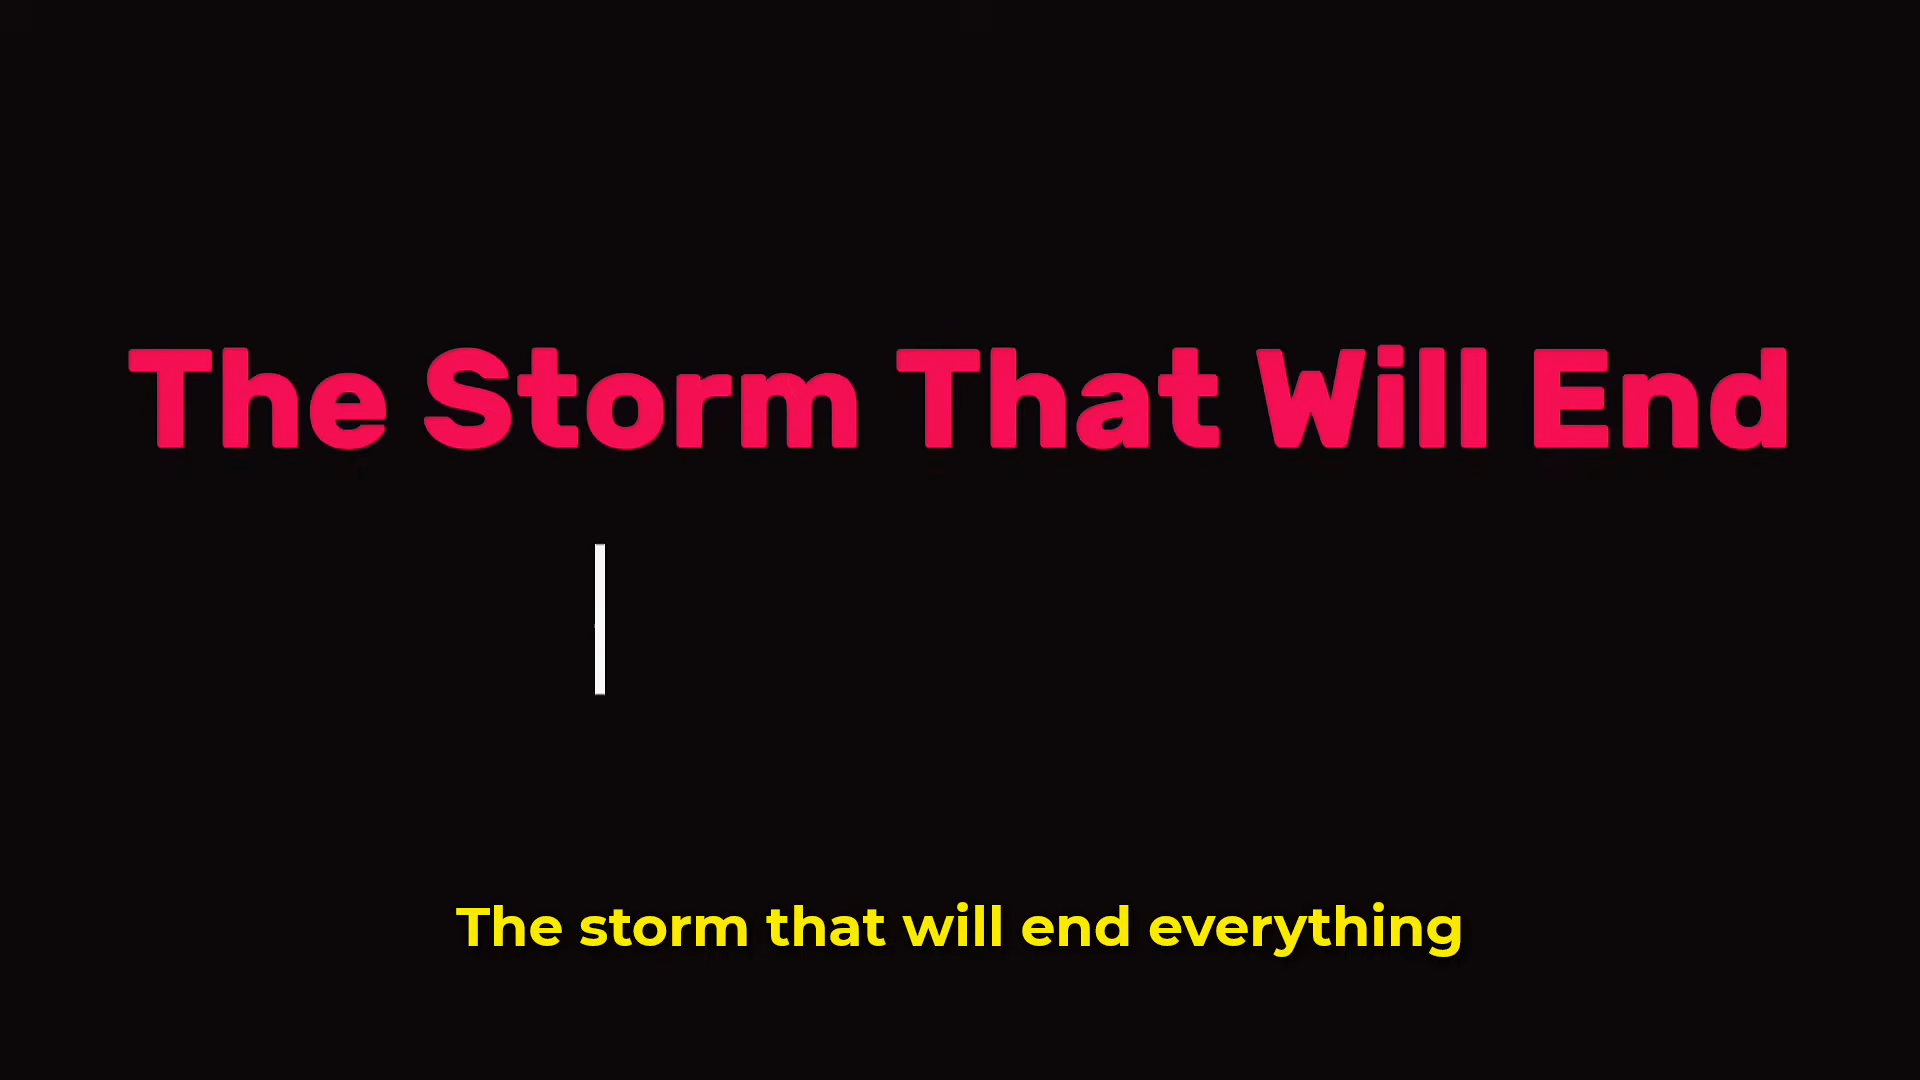 The Storm That Will End
The storm that will end everything